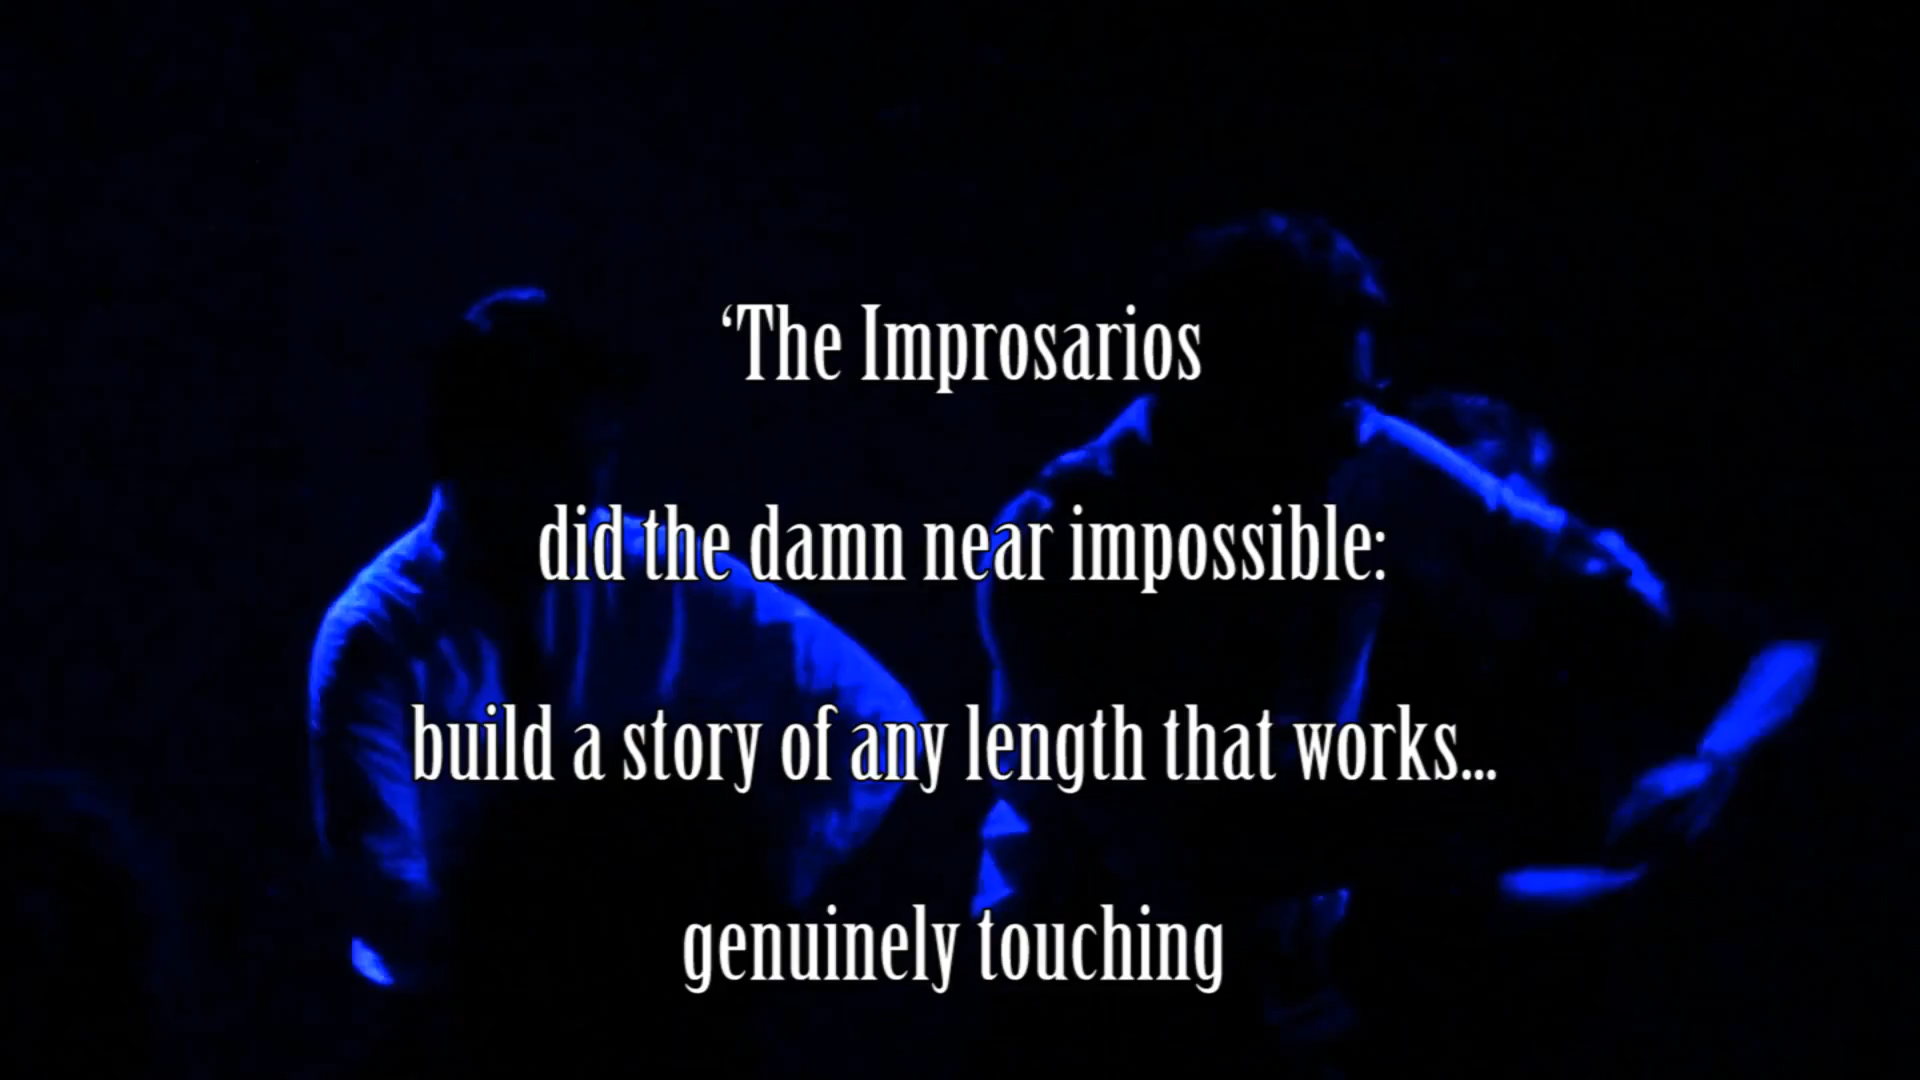 ‘The Improsarios
did the damn near impossible:
build a story of any length that works...
genuinely touching